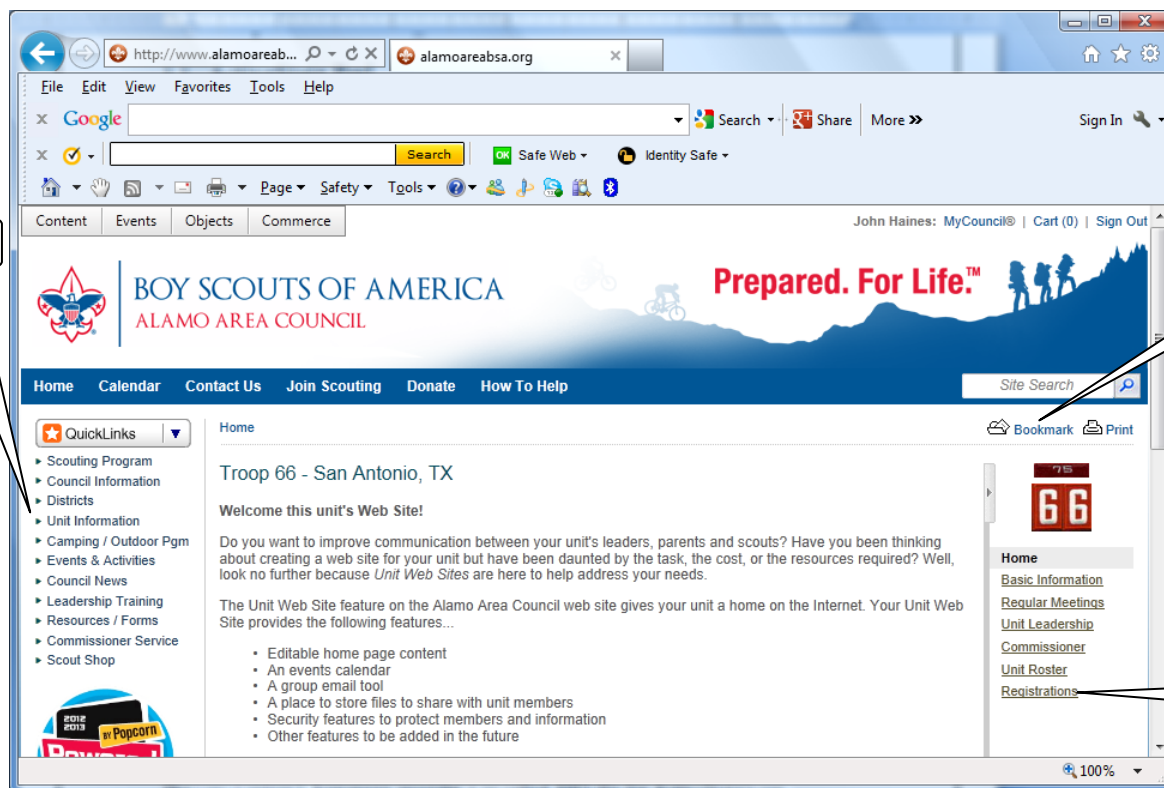 http://www.alamoareab...
alamoareabsa.org
File Edit View Favorites Tools Help
x Google Search Share More » Sign In
x Search OK Safe Web Identity Safe
Page Safety Tools
Content Events Objects Commerce
John Haines: MyCouncil® | Cart (0) | Sign Out
BOY SCOUTS OF AMERICA
ALAMO AREA COUNCIL
Prepared. For Life.™
Home Calendar Contact Us Join Scouting Donate How To Help
Site Search
QuickLinks
Scouting Program
Council Information
Districts
Unit Information
Camping / Outdoor Pgm
Events & Activities
Council News
Leadership Training
Resources / Forms
Commissioner Service
Scout Shop
2012
2013
BY Popcorn
Home
Bookmark Print
Troop 66 - San Antonio, TX
Welcome this unit's Web Site!
Do you want to improve communication between your unit's leaders, parents and scouts? Have you been thinking
about creating a web site for your unit but have been daunted by the task, the cost, or the resources required? Well,
look no further because Unit Web Sites are here to help address your needs.
The Unit Web Site feature on the Alamo Area Council web site gives your unit a home on the Internet. Your Unit Web
Site provides the following features...
• Editable home page content
• An events calendar
• A group email tool
• A place to store files to share with unit members
• Security features to protect members and information
• Other features to be added in the future
75
66
Home
Basic Information
Regular Meetings
Unit Leadership
Commissioner
Unit Roster
Registrations
100%